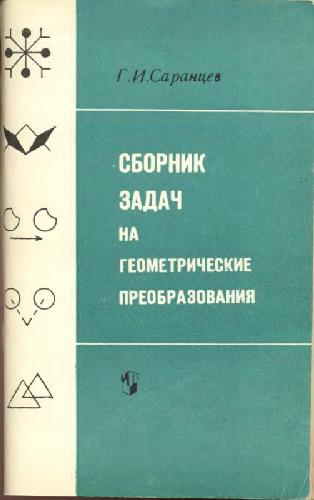 Г.И.Саранцев
СБОРНИК
ЗАДАЧ
НА
ГЕОМЕТРИЧЕСКИЕ
ПРЕОБРАЗОВАНИЯ